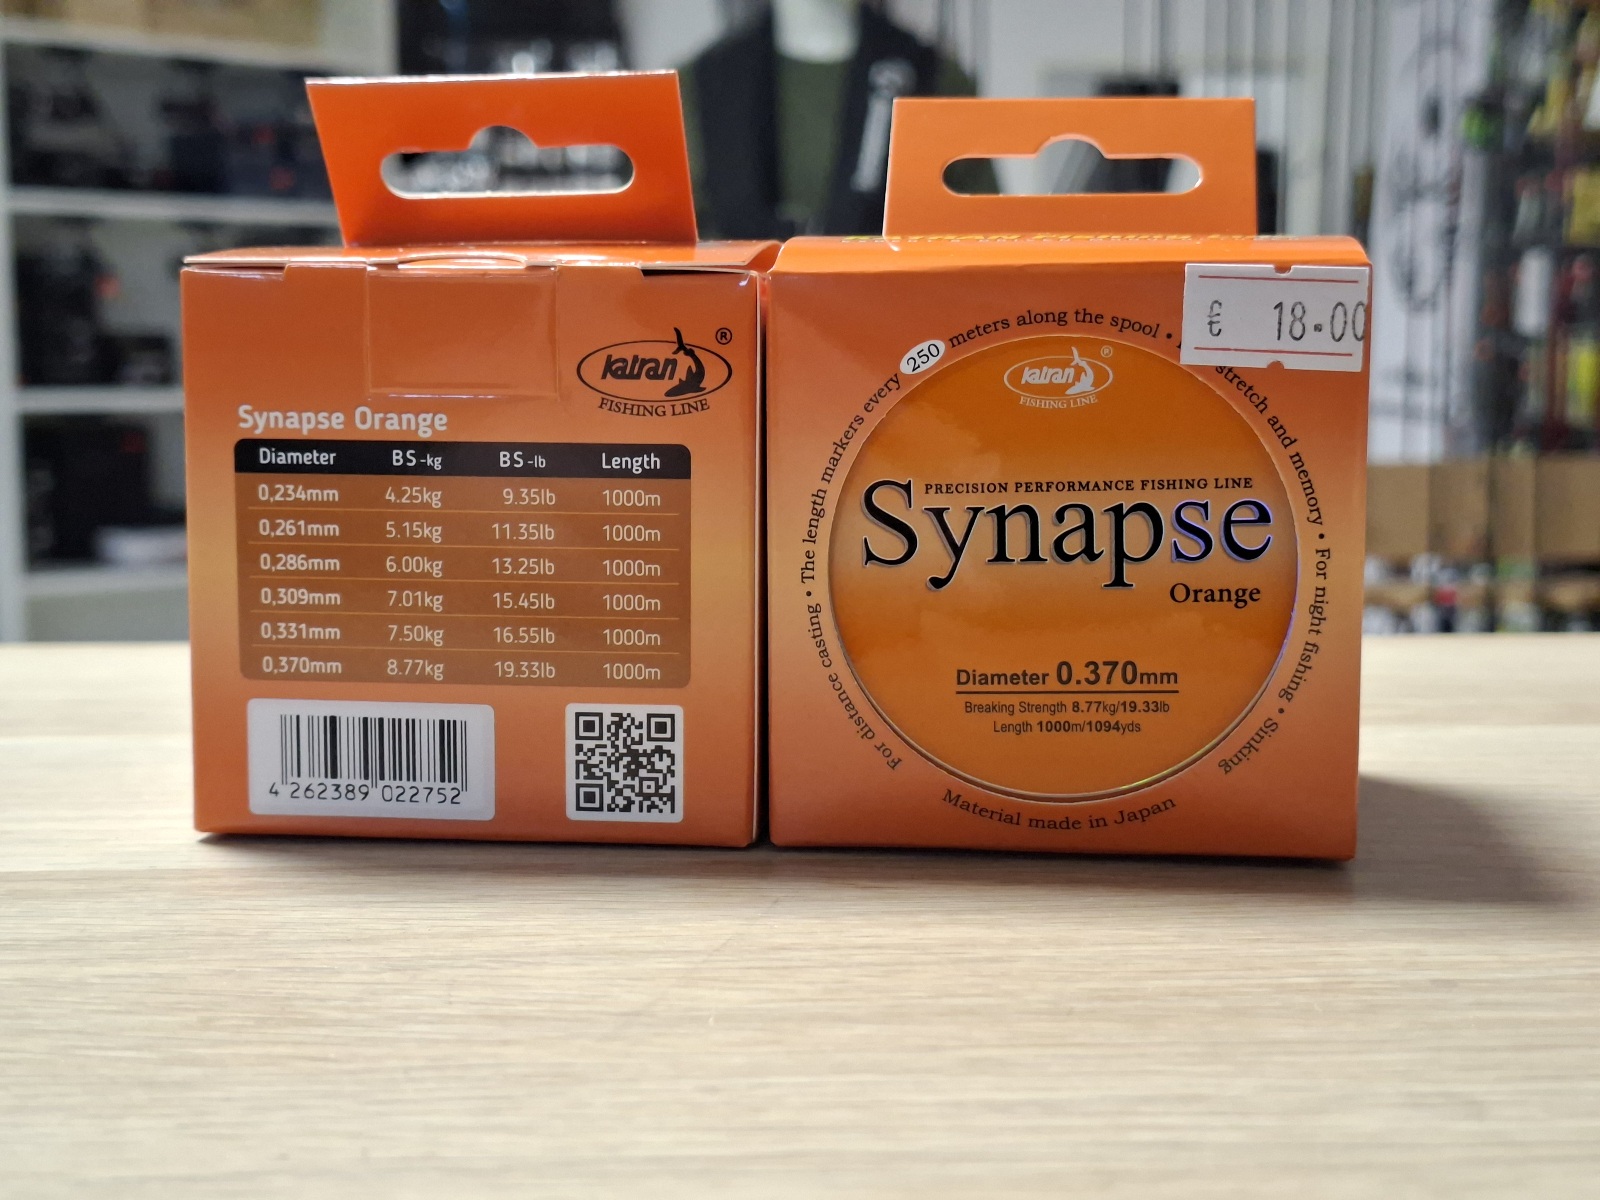 Katran
®
FISHING LINE
Synapse Orange
Diameter BS-kg BS-lb Length
0,234mm 4.25kg 9.35lb 1000m
0,261mm 5.15kg 11.35lb 1000m
0,286mm 6.00kg 13.25lb 1000m
0,309mm 7.01kg 15.45lb 1000m
0,331mm 7.50kg 16.55lb 1000m
0,370mm 8.77kg 19.33lb 1000m
4 262389 022752
€ 18.00
For distance casting • The length markers every 250 meters along the spool • stretch and memory • For night fishing • Sinking
Katran
®
FISHING LINE
PRECISION PERFORMANCE FISHING LINE
Synapse
Orange
Diameter 0.370mm
Breaking Strength 8.77kg/19.33lb
Length 1000m/1094yds
Material made in Japan